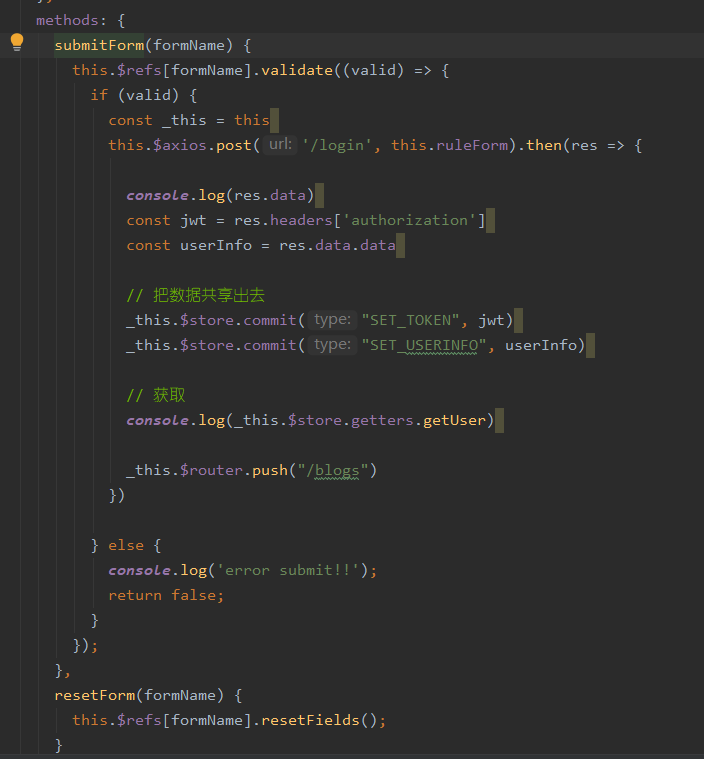 methods: {
submitForm(formName) {
this.$refs[formName].validate((valid) => {
if (valid) {
const _this = this
this.$axios.post( url: '/login', this.ruleForm).then(res => {
console.log(res.data)
const jwt = res.headers['authorization']
const userInfo = res.data.data
// 把数据共享出去
_this.$store.commit( type: "SET_TOKEN", jwt)
_this.$store.commit( type: "SET_USERINFO", userInfo)
// 获取
console.log(_this.$store.getters.getUser)
_this.$router.push("/blogs")
})
} else {
console.log('error submit!!');
return false;
}
});
},
resetForm(formName) {
this.$refs[formName].resetFields();
}